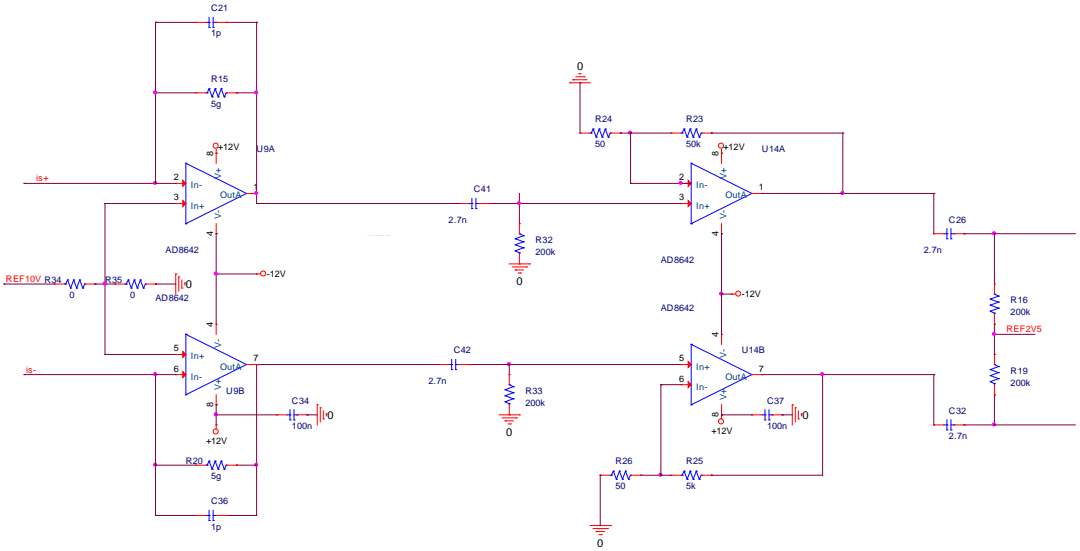 C21
1p
R15
5g
+12V
U9A
8
V+
is+
2
In-
OutA
1
3
In+
V-
4
AD8642
-12V
REF10V
R34
0
R35
0
0
AD8642
4
V-
5
In+
OutA
7
is-
6
In-
V+
U9B
8
+12V
C34
100n
0
R20
5g
C36
1p
C41
2.7n
R32
200k
0
C42
2.7n
R33
200k
0
0
R24
50
R23
50k
+12V
U14A
8
V+
2
In-
OutA
1
3
In+
V-
4
AD8642
-12V
AD8642
4
V-
U14B
5
In+
OutA
7
6
In-
V+
8
+12V
C37
100n
0
R26
50
R25
5k
0
C26
2.7n
R16
200k
REF2V5
R19
200k
C32
2.7n